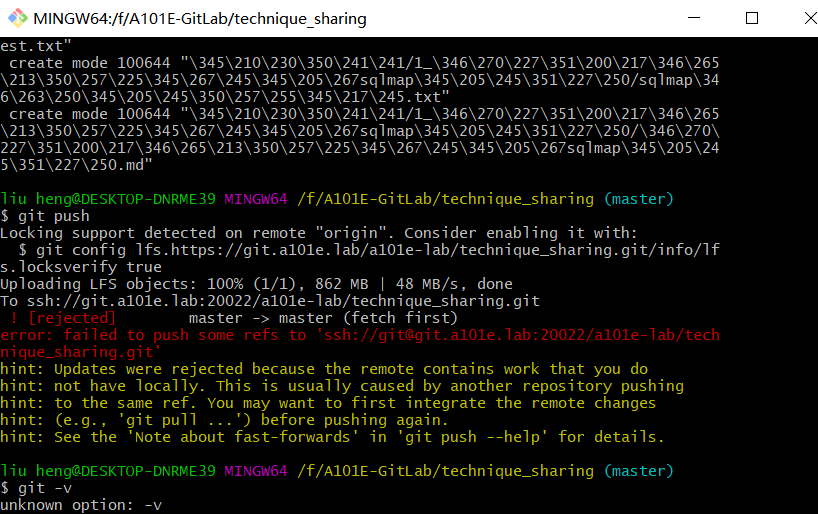 MINGW64:/f/A101E-GitLab/technique_sharing
est.txt"
 create mode 100644 "\345\210\230\350\241\241/1_\346\270\227\351\200\217\346\265
\213\350\257\225\345\267\245\345\205\267sqlmap\345\205\245\351\227\250/sqlmap\34
6\263\250\345\205\245\350\257\255\345\217\245.txt"
 create mode 100644 "\345\210\230\350\241\241/1_\346\270\227\351\200\217\346\265
\213\350\257\225\345\267\245\345\205\267sqlmap\345\205\245\351\227\250/\346\270\
227\351\200\217\346\265\213\350\257\225\345\267\245\345\205\267sqlmap\345\205\24
5\351\227\250.md"
liu heng@DESKTOP-DNRME39 MINGW64 /f/A101E-GitLab/technique_sharing (master)
$ git push
Locking support detected on remote "origin". Consider enabling it with:
  $ git config lfs.https://git.a101e.lab/a101e-lab/technique_sharing.git/info/lf
s.locksverify true
Uploading LFS objects: 100% (1/1), 862 MB | 48 MB/s, done
To ssh://git.a101e.lab:20022/a101e-lab/technique_sharing.git
 ! [rejected]        master -> master (fetch first)
error: failed to push some refs to 'ssh://git@git.a101e.lab:20022/a101e-lab/tech
nique_sharing.git'
hint: Updates were rejected because the remote contains work that you do
hint: not have locally. This is usually caused by another repository pushing
hint: to the same ref. You may want to first integrate the remote changes
hint: (e.g., 'git pull ...') before pushing again.
hint: See the 'Note about fast-forwards' in 'git push --help' for details.
liu heng@DESKTOP-DNRME39 MINGW64 /f/A101E-GitLab/technique_sharing (master)
$ git -v
unknown option: -v